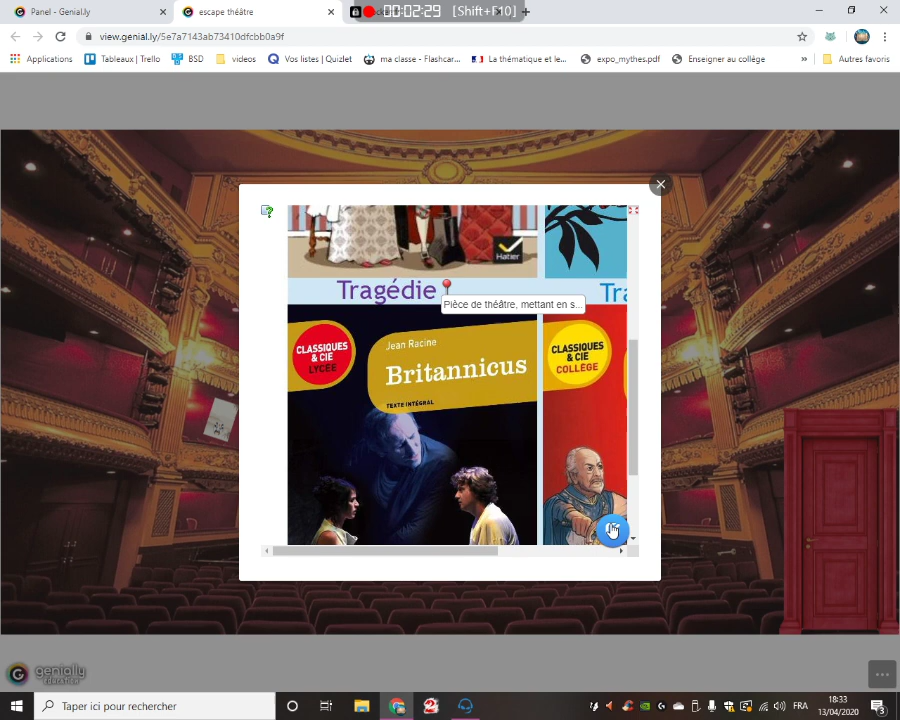 Panel - Genial.ly
escape théâtre
00:02:29 [Shift+F10]
view.genial.ly/5e7a7143ab73410dfcbb0a9f
Applications
Tableaux | Trello
BSD
videos
Vos listes | Quizlet
ma classe - Flashcar...
La thématique et le...
expo_mythes.pdf
Enseigner au collège
»
Autres favoris
Hatier
Tragédie
Tra
Pièce de théâtre, mettant en s...
CLASSIQUES
& CIE
LYCÉE
Jean Racine
Britannicus
TEXTE INTÉGRAL
CLASSIQUES
& CIE
COLLÈGE
genially
ÉDUCATION
Taper ici pour rechercher
FRA
18:33
13/04/2020
3